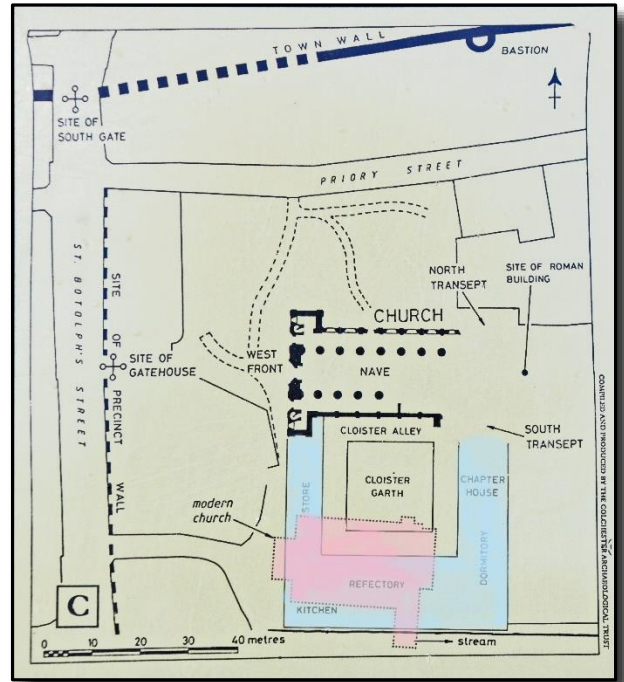 TOWN WALL
BASTION
SITE OF
SOUTH GATE
PRIORY STREET
ST. BOTOLPH'S STREET
SITE OF PRECINCT WALL
SITE OF
GATEHOUSE
NORTH
TRANSEPT
SITE OF ROMAN
BUILDING
CHURCH
WEST
FRONT
NAVE
CLOISTER ALLEY
SOUTH
TRANSEPT
CLOISTER
GARTH
CHAPTER
HOUSE
STORE
modern
church
DORMITORY
REFECTORY
KITCHEN
C
0 10 20 30 40 metres
stream
COMPILED AND PRODUCED BY THE COLCHESTER ARCHAEOLOGICAL TRUST